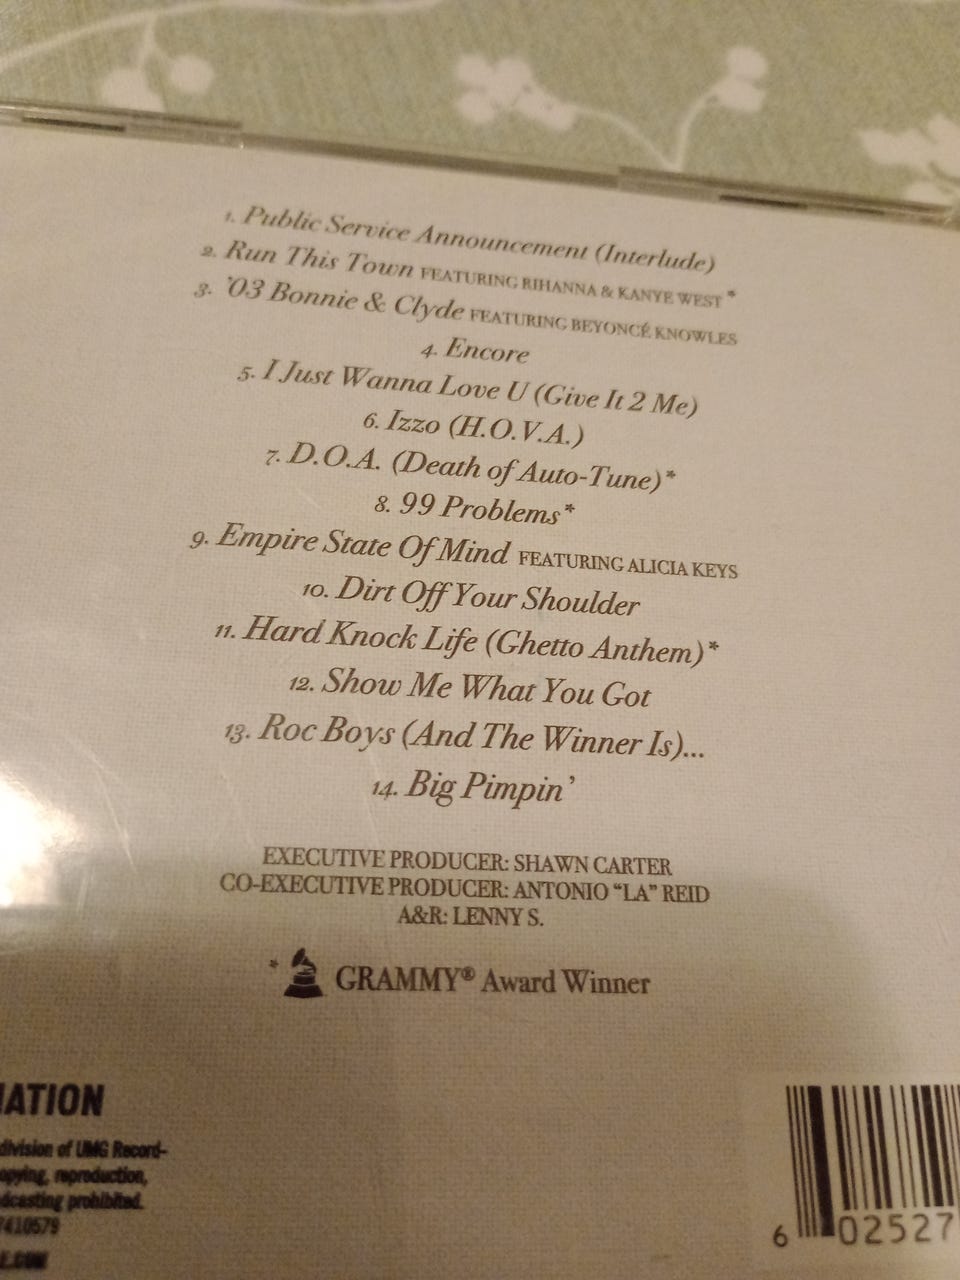 1. Public Service Announcement (Interlude)
2. Run This Town FEATURING RIHANNA & KANYE WEST *
3. '03 Bonnie & Clyde FEATURING BEYONCÉ KNOWLES
4. Encore
5. I Just Wanna Love U (Give It 2 Me)
6. Izzo (H.O.V.A.)
7. D.O.A. (Death of Auto-Tune)*
8. 99 Problems*
9. Empire State Of Mind FEATURING ALICIA KEYS
10. Dirt Off Your Shoulder
11. Hard Knock Life (Ghetto Anthem)*
12. Show Me What You Got
13. Roc Boys (And The Winner Is)...
14. Big Pimpin'
EXECUTIVE PRODUCER: SHAWN CARTER
CO-EXECUTIVE PRODUCER: ANTONIO "LA" REID
A&R: LENNY S.
* GRAMMY® Award Winner
NATION
division of UMG Record-
opying, reproduction,
dcasting prohibited.
7410579
E.COM
6 02527